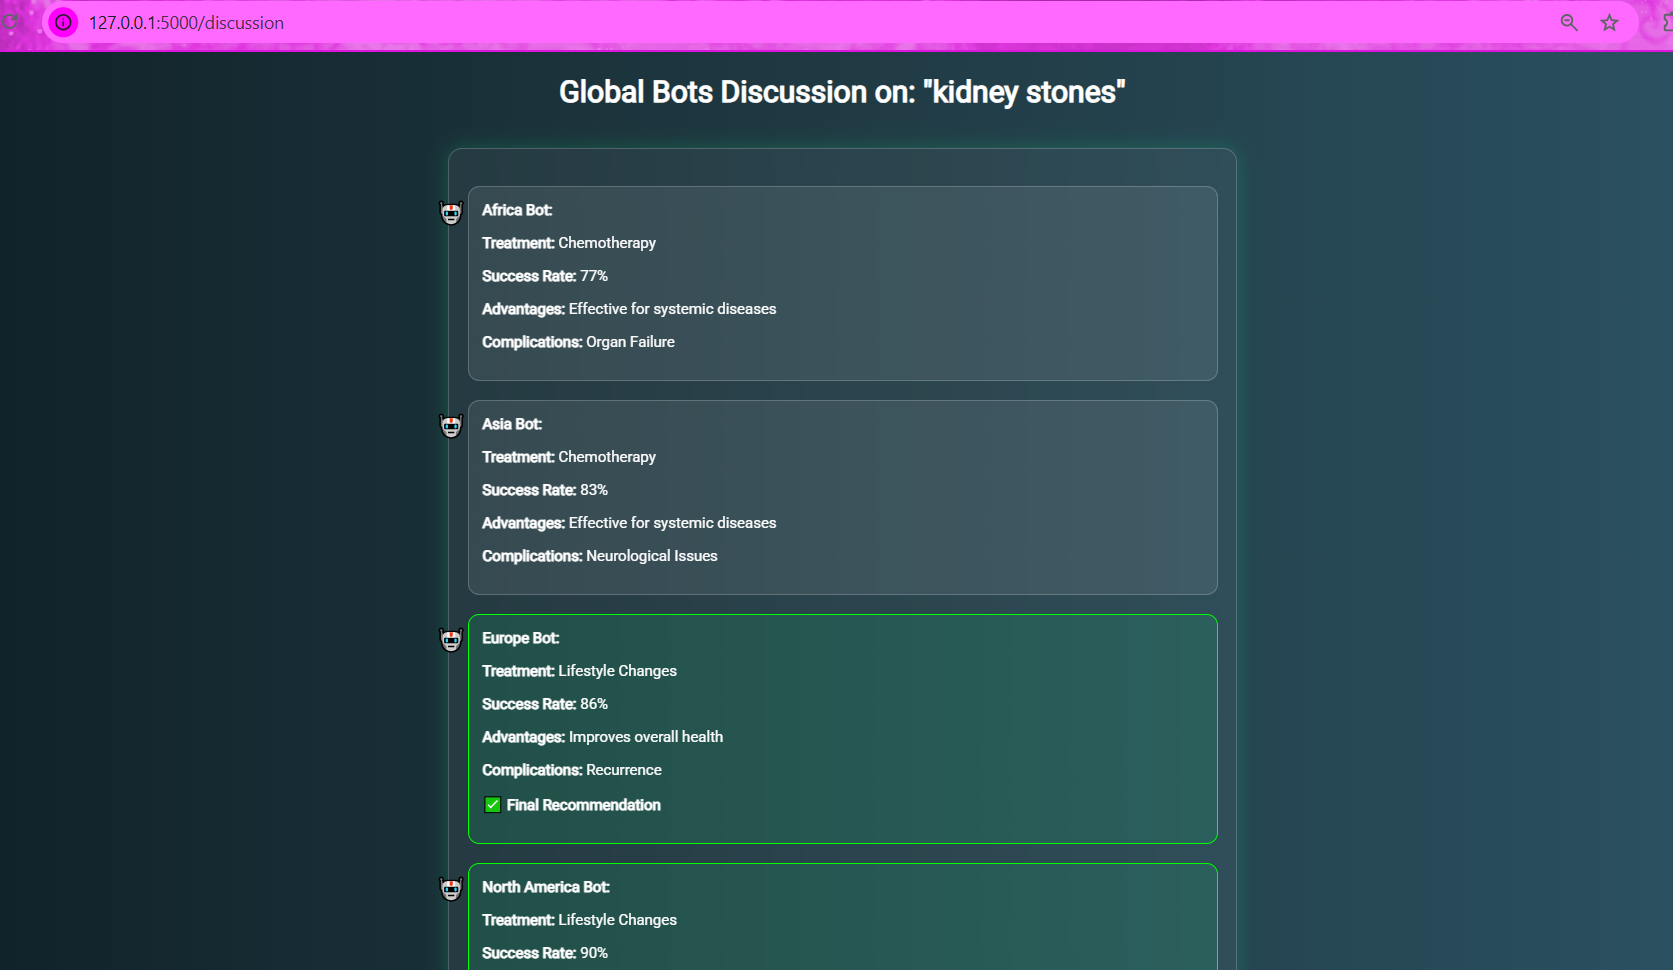 127.0.0.1:5000/discussion
Global Bots Discussion on: "kidney stones"
Africa Bot:
Treatment: Chemotherapy
Success Rate: 77%
Advantages: Effective for systemic diseases
Complications: Organ Failure
Asia Bot:
Treatment: Chemotherapy
Success Rate: 83%
Advantages: Effective for systemic diseases
Complications: Neurological Issues
Europe Bot:
Treatment: Lifestyle Changes
Success Rate: 86%
Advantages: Improves overall health
Complications: Recurrence
✅ Final Recommendation
North America Bot:
Treatment: Lifestyle Changes
Success Rate: 90%